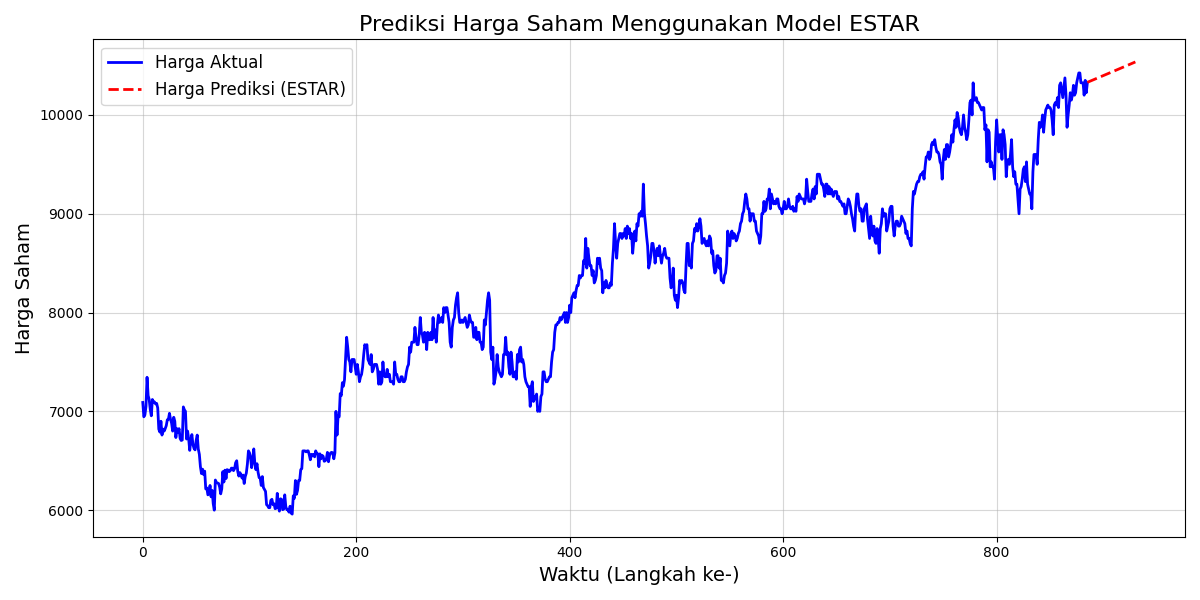 Prediksi Harga Saham Menggunakan Model ESTAR
Harga Aktual
Harga Prediksi (ESTAR)
Harga Saham
10000
9000
8000
7000
6000
0 200 400 600 800
Waktu (Langkah ke-)